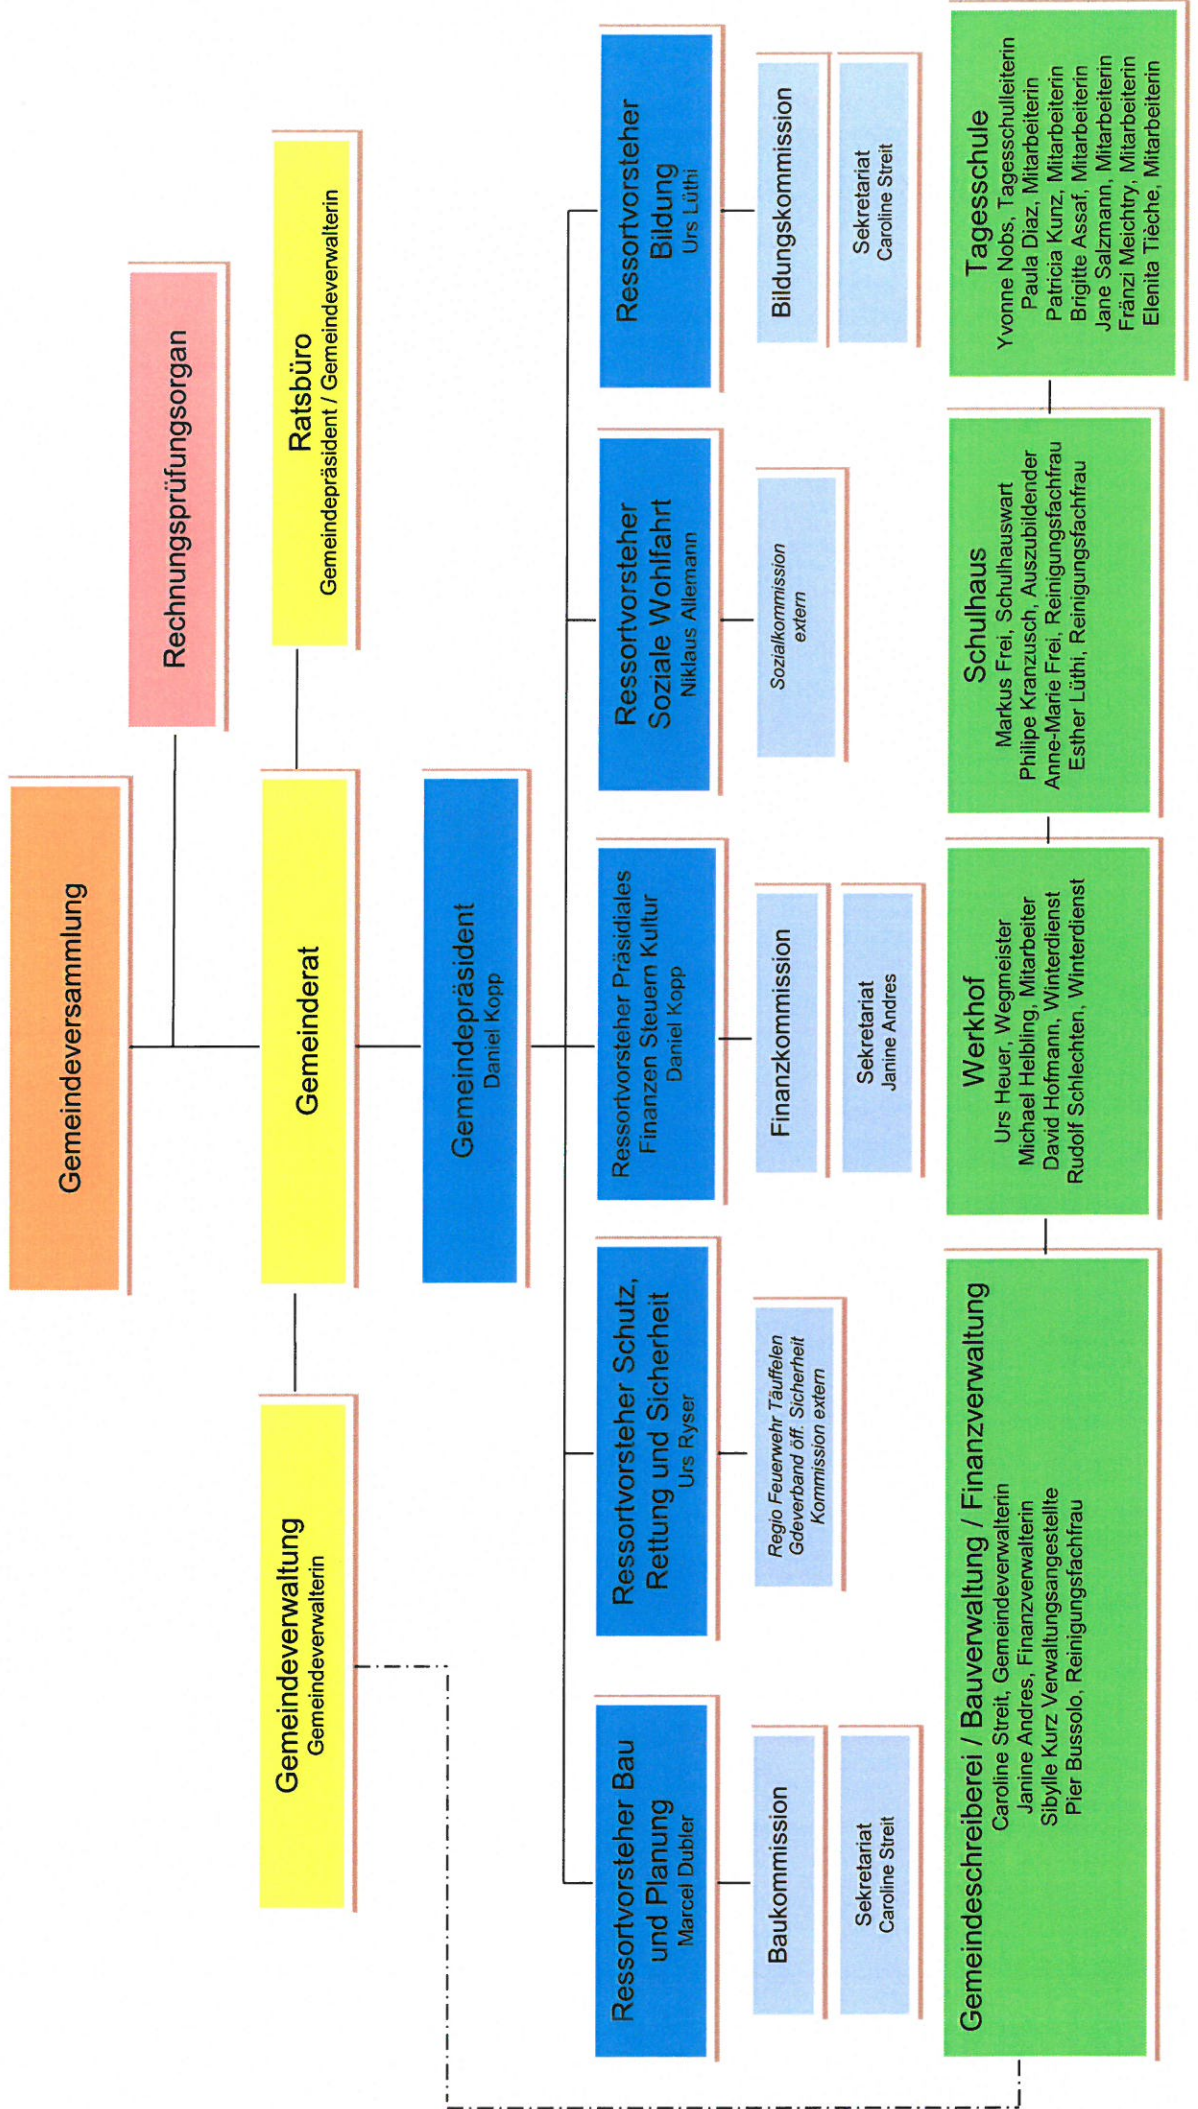 Gemeindeversammlung
Rechnungsprüfungsorgan
Gemeindeverwaltung
Gemeindeverwalterin
Gemeinderat
Ratsbüro
Gemeindepräsident / Gemeindeverwalterin
Gemeindepräsident
Daniel Kopp
Ressortvorsteher Bau
und Planung
Marcel Dubler
Ressortvorsteher Schutz,
Rettung und Sicherheit
Urs Ryser
Ressortvorsteher Präsidiales
Finanzen Steuern Kultur
Daniel Kopp
Ressortvorsteher
Soziale Wohlfahrt
Niklaus Allemann
Ressortvorsteher
Bildung
Urs Lüthi
Baukommission
Sekretariat
Caroline Streit
Regio Feuerwehr Täuffelen
Gdeverband öff. Sicherheit
Kommission extern
Finanzkommission
Sekretariat
Janine Andres
Sozialkommission
extern
Bildungskommission
Sekretariat
Caroline Streit
Gemeindeschreiberei / Bauverwaltung / Finanzverwaltung
Caroline Streit, Gemeindeverwalterin
Janine Andres, Finanzverwalterin
Sibylle Kurz Verwaltungsangestellte
Pier Bussolo, Reinigungsfachfrau
Werkhof
Urs Heuer, Wegmeister
Michael Helbling, Mitarbeiter
David Hofmann, Winterdienst
Rudolf Schlechten, Winterdienst
Schulhaus
Markus Frei, Schulhauswart
Philipe Kranzusch, Auszubildender
Anne-Marie Frei, Reinigungsfachfrau
Esther Lüthi, Reinigungsfachfrau
Tagesschule
Yvonne Nobs, Tagesschulleiterin
Paula Diaz, Mitarbeiterin
Patricia Kunz, Mitarbeiterin
Brigitte Assaf, Mitarbeiterin
Jane Salzmann, Mitarbeiterin
Fränzi Meichtry, Mitarbeiterin
Elenita Tièche, Mitarbeiterin